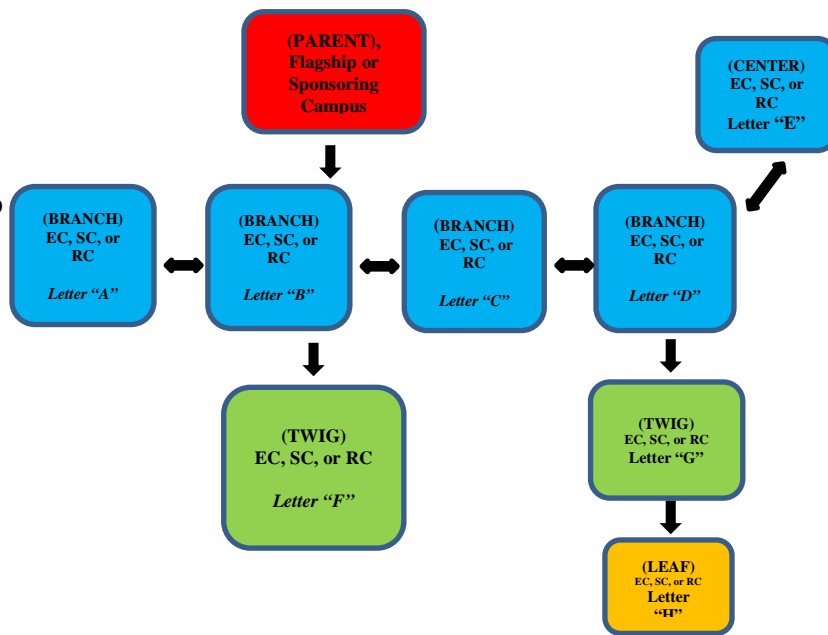 (PARENT),
Flagship or
Sponsoring
Campus
(CENTER)
EC, SC, or
RC
Letter “E”
(BRANCH)
EC, SC, or
RC
Letter “A”
(BRANCH)
EC, SC, or
RC
Letter “B”
(BRANCH)
EC, SC, or
RC
Letter “C”
(BRANCH)
EC, SC, or
RC
Letter “D”
(TWIG)
EC, SC, or RC
Letter “F”
(TWIG)
EC, SC, or RC
Letter “G”
(LEAF)
EC, SC, or RC
Letter
“H”